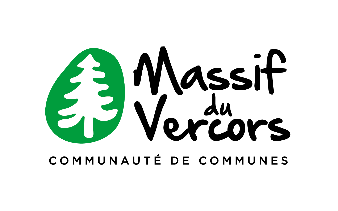 Massif
du
Vercors
COMMUNAUTÉ DE COMMUNES